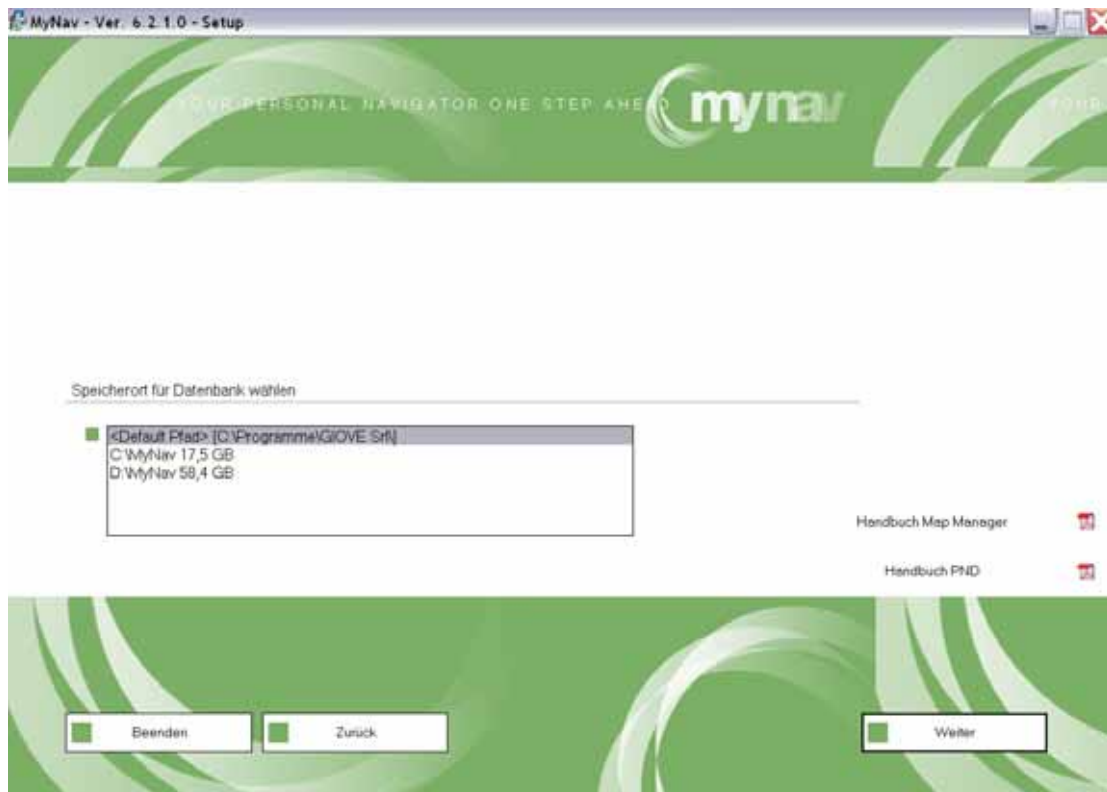 MyNav - Ver. 6.2.1.0 - Setup
YOUR PERSONAL NAVIGATOR ONE STEP AHEAD
mynav
YOUR
Speicherort für Datenbank wählen
<Default Pfad> [C:\Programme\GIOVE Srl\]
C:\MyNav 17,5 GB
D:\MyNav 58,4 GB
Handbuch Map Manager
Handbuch PND
Beenden
Zurück
Weiter